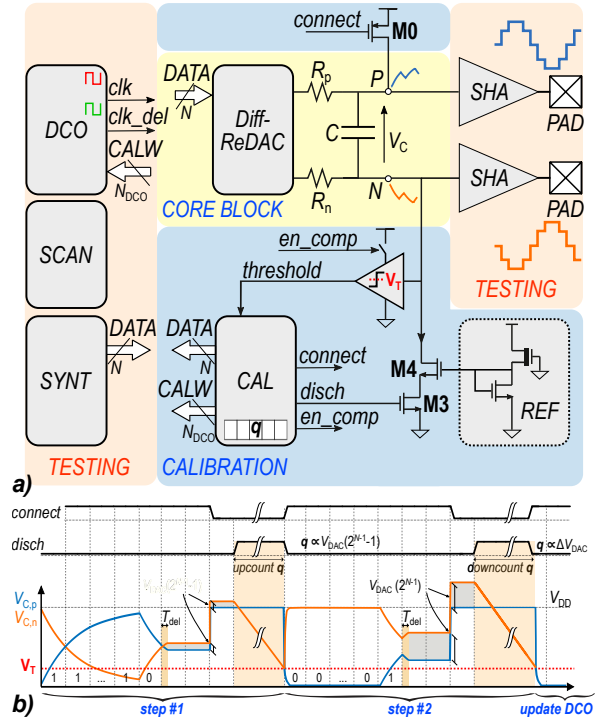 connect
M0
clk
clk_del
DCO
CALW
N_DCO
DATA
N
Diff-
ReDAC
R_p
R_n
C
P
V_C
N
SHA
PAD
SHA
PAD
CORE BLOCK
TESTING
SCAN
SYNT
DATA
N
TESTING
en_comp
threshold
V_T
DATA
N
CALW
N_DCO
CAL
q
connect
disch
en_comp
M4
M3
REF
CALIBRATION
a)
connect
disch
q ∝ V_DAC(2^{N-1}-1)
q ∝ ΔV_DAC
upcount q
downcount q
V_{C,p}
V_{C,n}
T_del
V_DAC(2^{N-1})
T_del
V_DD
V_T
1 1 1 0
0 0 ... 0 1
b)
step #1
step #2
update DCO